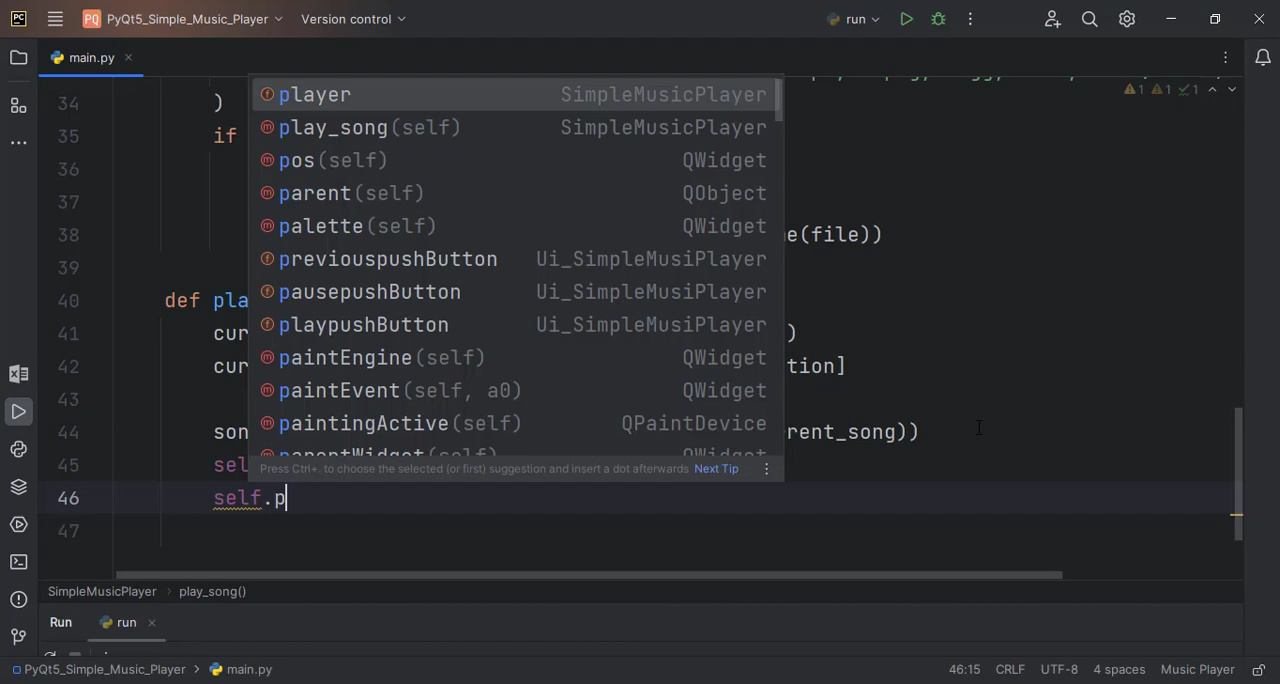 PC PQ PyQt5_Simple_Music_Player Version control run
main.py
34 )
35 if
36
37
38 e(file))
39
40 def pla
41 cur )
42 cur tion]
43
44 son rent_song))
45 sel
46 self.p
47
1 1 1
player SimpleMusicPlayer
play_song(self) SimpleMusicPlayer
pos(self) QWidget
parent(self) QObject
palette(self) QWidget
previouspushButton Ui_SimpleMusiPlayer
pausepushButton Ui_SimpleMusiPlayer
playpushButton Ui_SimpleMusiPlayer
paintEngine(self) QWidget
paintEvent(self, a0) QWidget
paintingActive(self) QPaintDevice
parentWidget(self) QWidget
Press Ctrl+. to choose the selected (or first) suggestion and insert a dot afterwards Next Tip
SimpleMusicPlayer › play_song()
Run run
PyQt5_Simple_Music_Player › main.py 46:15 CRLF UTF-8 4 spaces Music Player